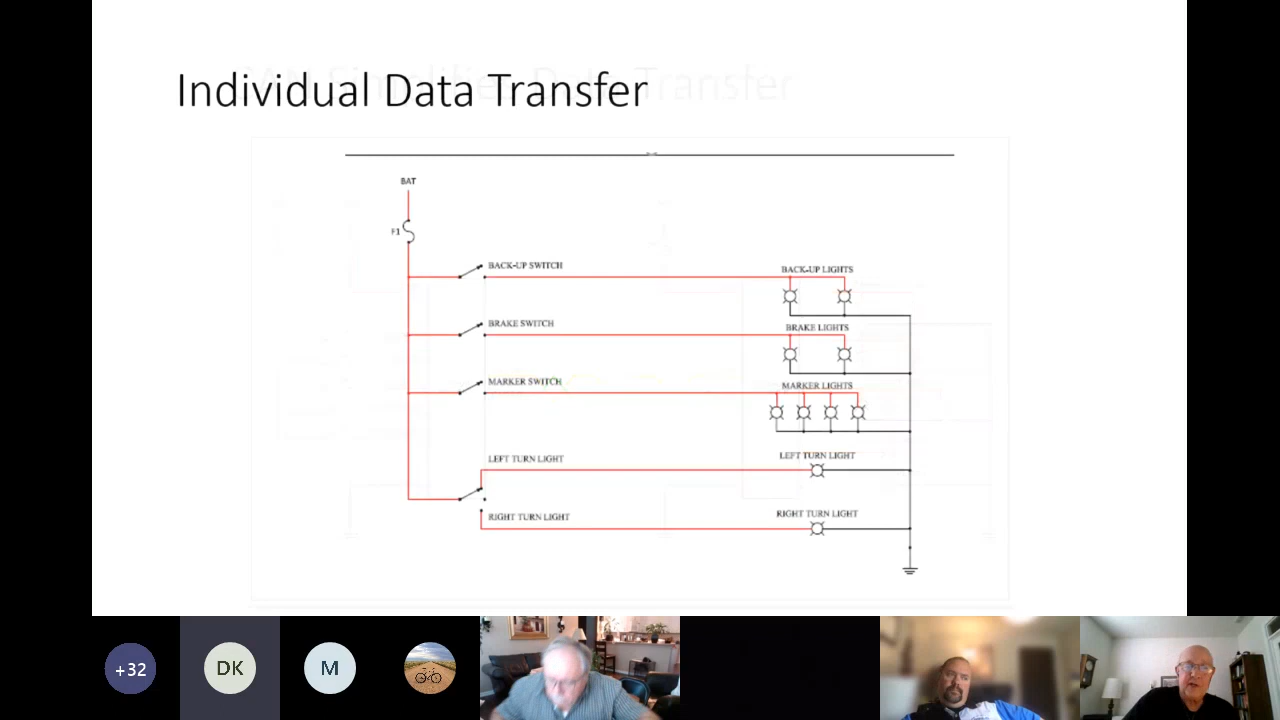 Individual Data Transfer
BAT
F1
BACK-UP SWITCH
BACK-UP LIGHTS
BRAKE SWITCH
BRAKE LIGHTS
MARKER SWITCH
MARKER LIGHTS
LEFT TURN LIGHT
LEFT TURN LIGHT
RIGHT TURN LIGHT
RIGHT TURN LIGHT
+32
DK
M